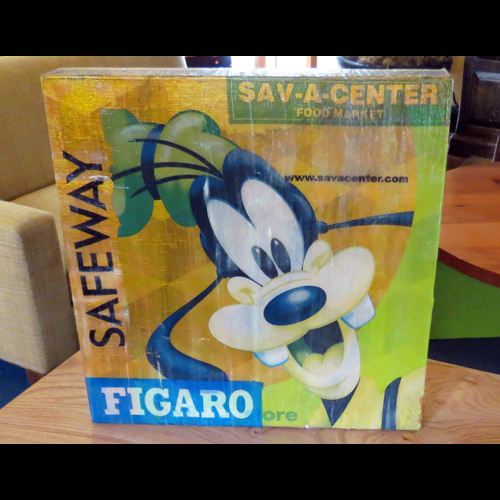 SAV-A-CENTER
FOOD MARKET
www.savacenter.com
SAFEWAY
FIGARO
ore